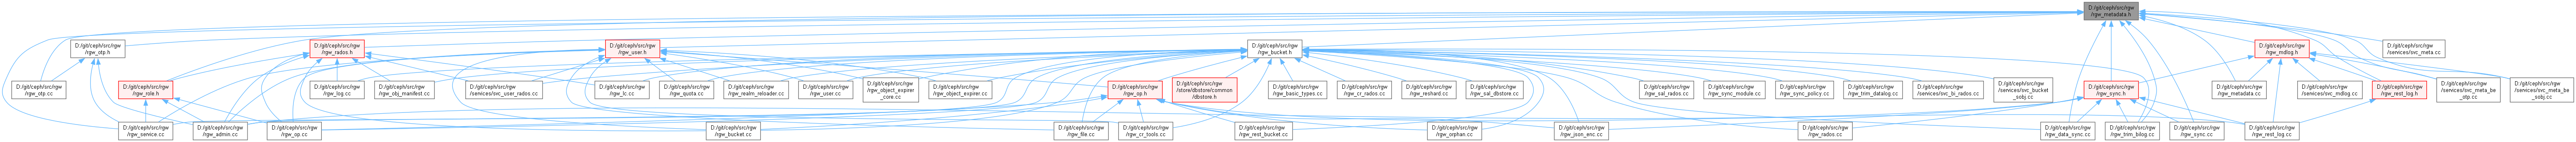 D:/git/ceph/src/rgw
/rgw_metadata.h
D:/git/ceph/src/rgw
/rgw_otp.h
D:/git/ceph/src/rgw
/rgw_rados.h
D:/git/ceph/src/rgw
/rgw_user.h
D:/git/ceph/src/rgw
/rgw_bucket.h
D:/git/ceph/src/rgw
/rgw_mdlog.h
D:/git/ceph/src/rgw
/services/svc_meta.cc
D:/git/ceph/src/rgw
/rgw_otp.cc
D:/git/ceph/src/rgw
/rgw_role.h
D:/git/ceph/src/rgw
/rgw_log.cc
D:/git/ceph/src/rgw
/rgw_obj_manifest.cc
D:/git/ceph/src/rgw
/services/svc_user_rados.cc
D:/git/ceph/src/rgw
/rgw_lc.cc
D:/git/ceph/src/rgw
/rgw_quota.cc
D:/git/ceph/src/rgw
/rgw_realm_reloader.cc
D:/git/ceph/src/rgw
/rgw_user.cc
D:/git/ceph/src/rgw
/rgw_object_expirer
_core.cc
D:/git/ceph/src/rgw
/rgw_object_expirer.cc
D:/git/ceph/src/rgw
/rgw_op.h
D:/git/ceph/src/rgw
/store/dbstore/common
/dbstore.h
D:/git/ceph/src/rgw
/rgw_basic_types.cc
D:/git/ceph/src/rgw
/rgw_cr_rados.cc
D:/git/ceph/src/rgw
/rgw_reshard.cc
D:/git/ceph/src/rgw
/rgw_sal_dbstore.cc
D:/git/ceph/src/rgw
/rgw_sal_rados.cc
D:/git/ceph/src/rgw
/rgw_sync_module.cc
D:/git/ceph/src/rgw
/rgw_sync_policy.cc
D:/git/ceph/src/rgw
/rgw_trim_datalog.cc
D:/git/ceph/src/rgw
/services/svc_bi_rados.cc
D:/git/ceph/src/rgw
/services/svc_bucket
_sobj.cc
D:/git/ceph/src/rgw
/rgw_sync.h
D:/git/ceph/src/rgw
/rgw_metadata.cc
D:/git/ceph/src/rgw
/services/svc_mdlog.cc
D:/git/ceph/src/rgw
/rgw_rest_log.h
D:/git/ceph/src/rgw
/services/svc_meta_be
_otp.cc
D:/git/ceph/src/rgw
/services/svc_meta_be
_sobj.cc
D:/git/ceph/src/rgw
/rgw_service.cc
D:/git/ceph/src/rgw
/rgw_admin.cc
D:/git/ceph/src/rgw
/rgw_op.cc
D:/git/ceph/src/rgw
/rgw_bucket.cc
D:/git/ceph/src/rgw
/rgw_file.cc
D:/git/ceph/src/rgw
/rgw_cr_tools.cc
D:/git/ceph/src/rgw
/rgw_rest_bucket.cc
D:/git/ceph/src/rgw
/rgw_orphan.cc
D:/git/ceph/src/rgw
/rgw_json_enc.cc
D:/git/ceph/src/rgw
/rgw_rados.cc
D:/git/ceph/src/rgw
/rgw_data_sync.cc
D:/git/ceph/src/rgw
/rgw_trim_bilog.cc
D:/git/ceph/src/rgw
/rgw_sync.cc
D:/git/ceph/src/rgw
/rgw_rest_log.cc